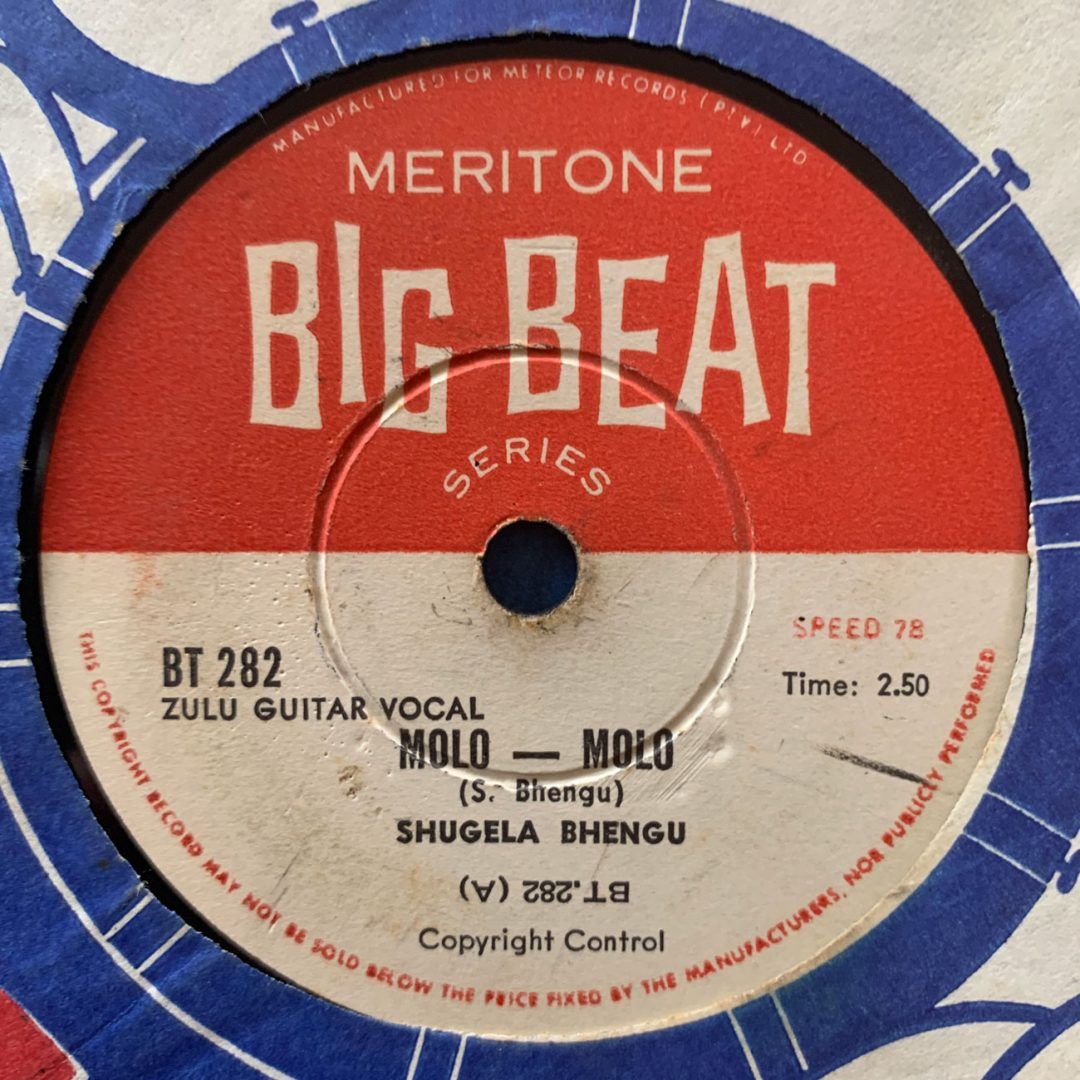 MANUFACTURED FOR METEOR RECORDS (PTY) LTD
MERITONE
BIG BEAT
SERIES
SPEED 78
BT 282
Time: 2.50
ZULU GUITAR VOCAL
MOLO — MOLO
(S. Bhengu)
SHUGELA BHENGU
BT.282 (A)
Copyright Control
THIS COPYRIGHT RECORD MAY NOT BE SOLD BELOW THE PRICE FIXED BY THE MANUFACTURERS, NOR PUBLICLY PERFORMED